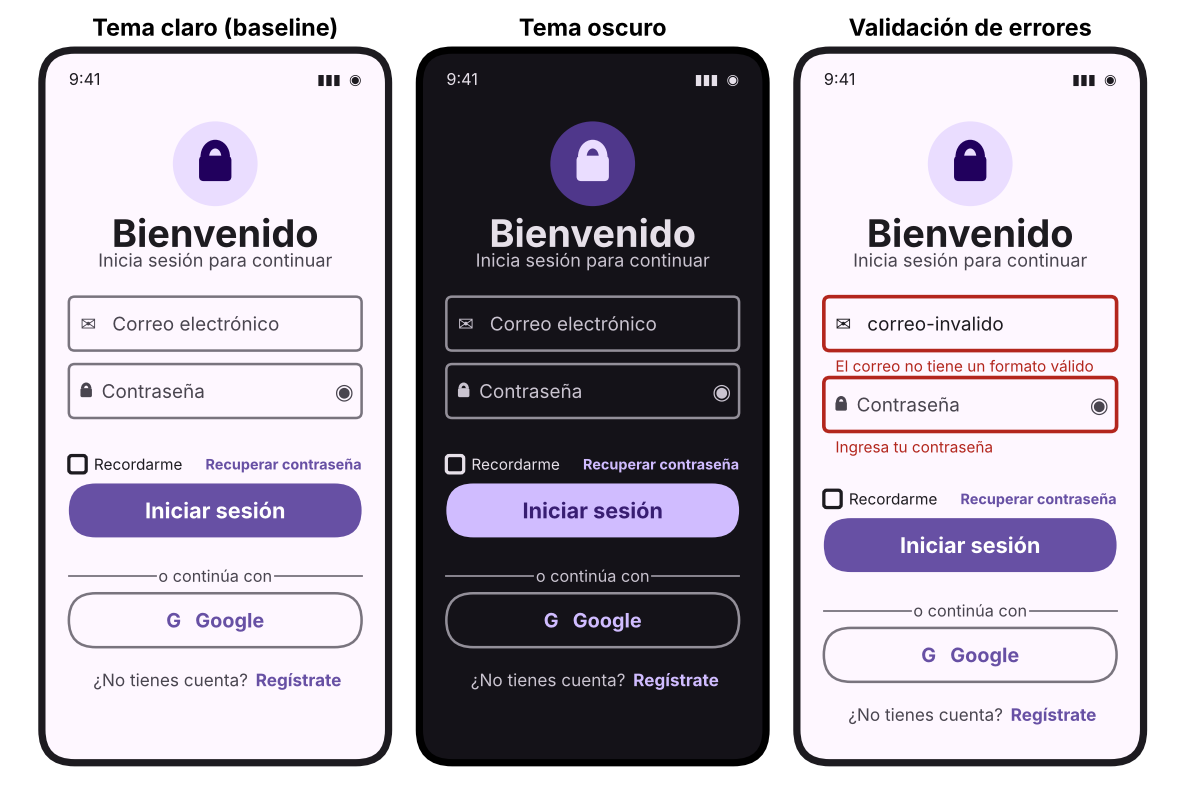 Tema claro (baseline)
9:41
Bienvenido
Inicia sesión para continuar
Correo electrónico
Contraseña
Recordarme Recuperar contraseña
Iniciar sesión
o continúa con
G Google
¿No tienes cuenta? Regístrate
Tema oscuro
9:41
Bienvenido
Inicia sesión para continuar
Correo electrónico
Contraseña
Recordarme Recuperar contraseña
Iniciar sesión
o continúa con
G Google
¿No tienes cuenta? Regístrate
Validación de errores
9:41
Bienvenido
Inicia sesión para continuar
correo-invalido
El correo no tiene un formato válido
Contraseña
Ingresa tu contraseña
Recordarme Recuperar contraseña
Iniciar sesión
o continúa con
G Google
¿No tienes cuenta? Regístrate